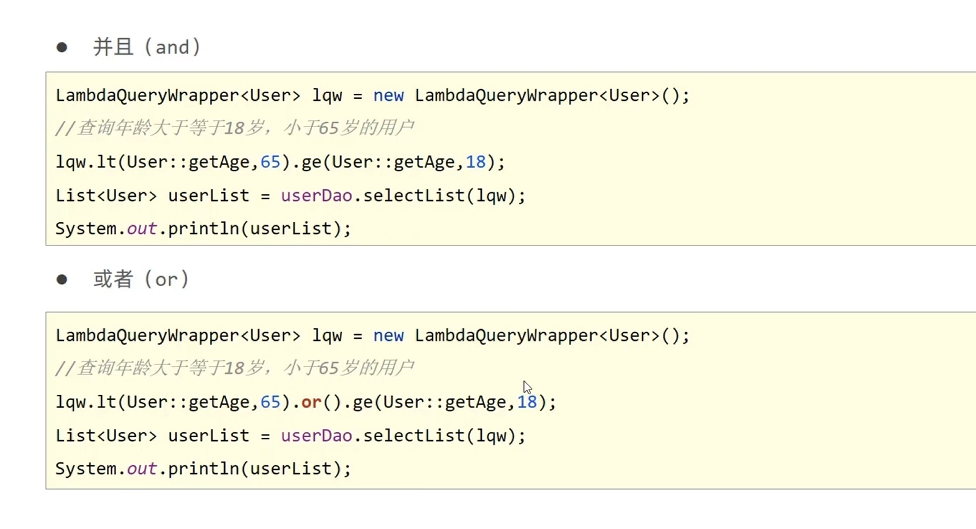 ● 并且（and）
LambdaQueryWrapper<User> lqw = new LambdaQueryWrapper<User>();
//查询年龄大于等于18岁，小于65岁的用户
lqw.lt(User::getAge,65).ge(User::getAge,18);
List<User> userList = userDao.selectList(lqw);
System.out.println(userList);
● 或者（or）
LambdaQueryWrapper<User> lqw = new LambdaQueryWrapper<User>();
//查询年龄大于等于18岁，小于65岁的用户
lqw.lt(User::getAge,65).or().ge(User::getAge,18);
List<User> userList = userDao.selectList(lqw);
System.out.println(userList);